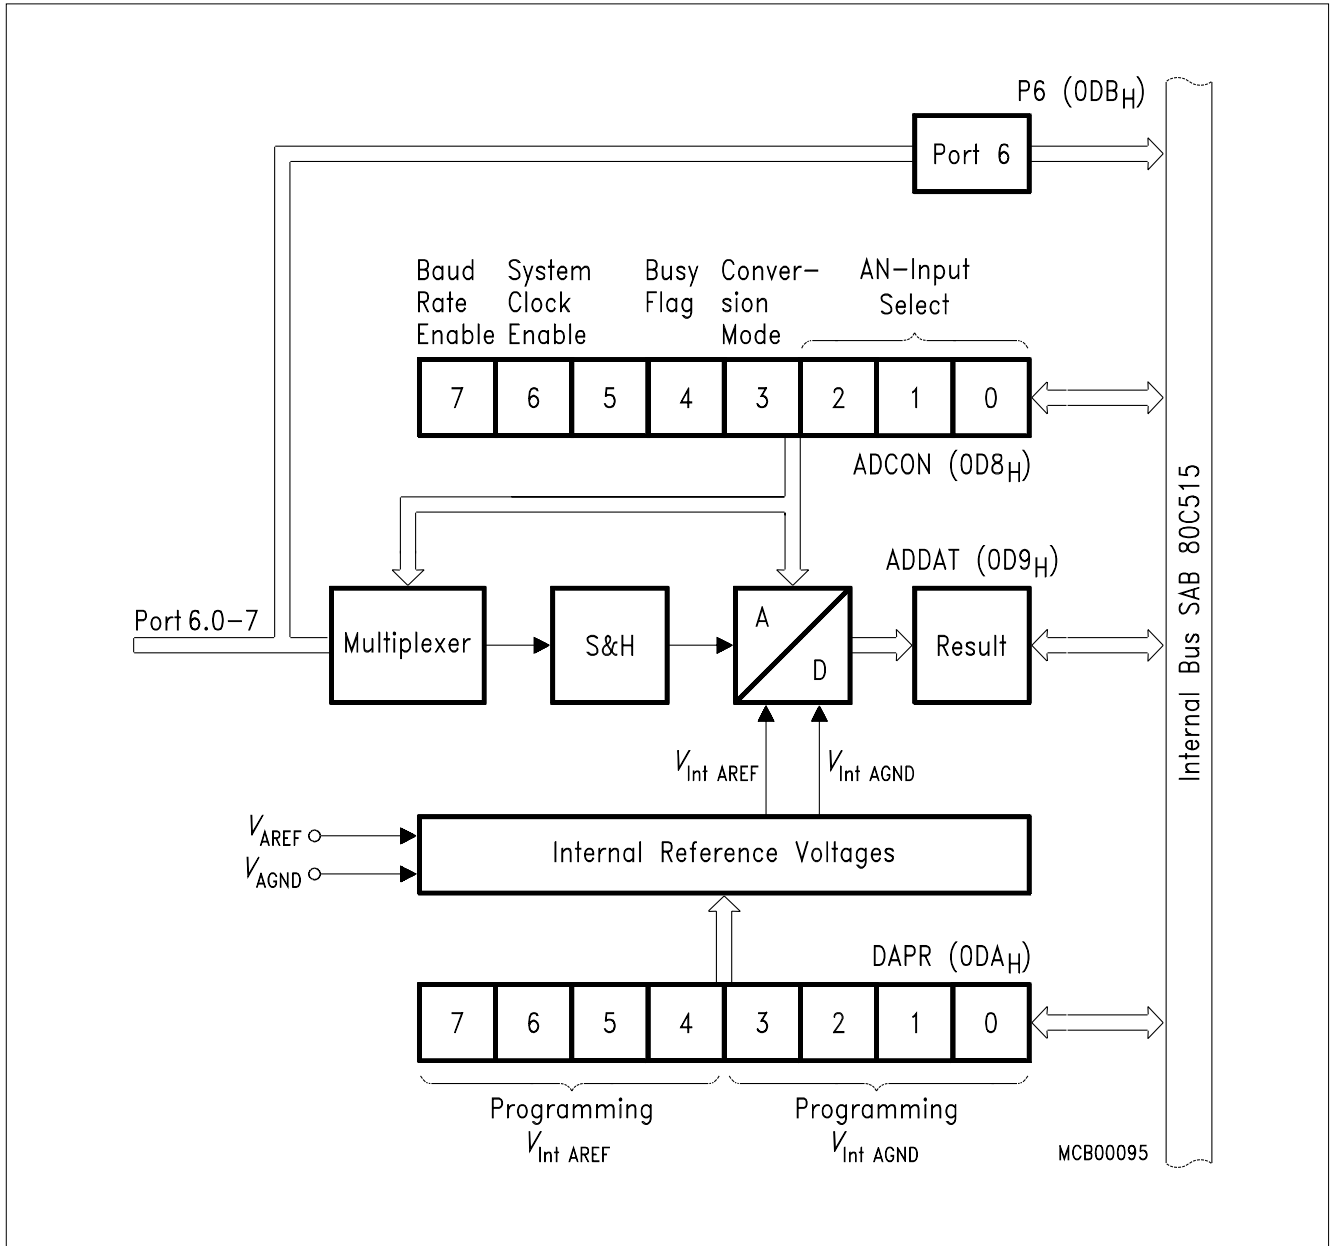 P6 (0DBH)
Port 6
Baud Rate Enable
System Clock Enable
Busy Flag
Conver-
sion
Mode
AN-Input
Select
7 6 5 4 3 2 1 0
ADCON (0D8H)
ADDAT (0D9H)
Port 6.0-7
Multiplexer
S&H
A
D
Result
VInt AREF
VInt AGND
VAREF
VAGND
Internal Reference Voltages
DAPR (0DAH)
7 6 5 4 3 2 1 0
Programming
VInt AREF
Programming
VInt AGND
MCB00095
Internal Bus SAB 80C515